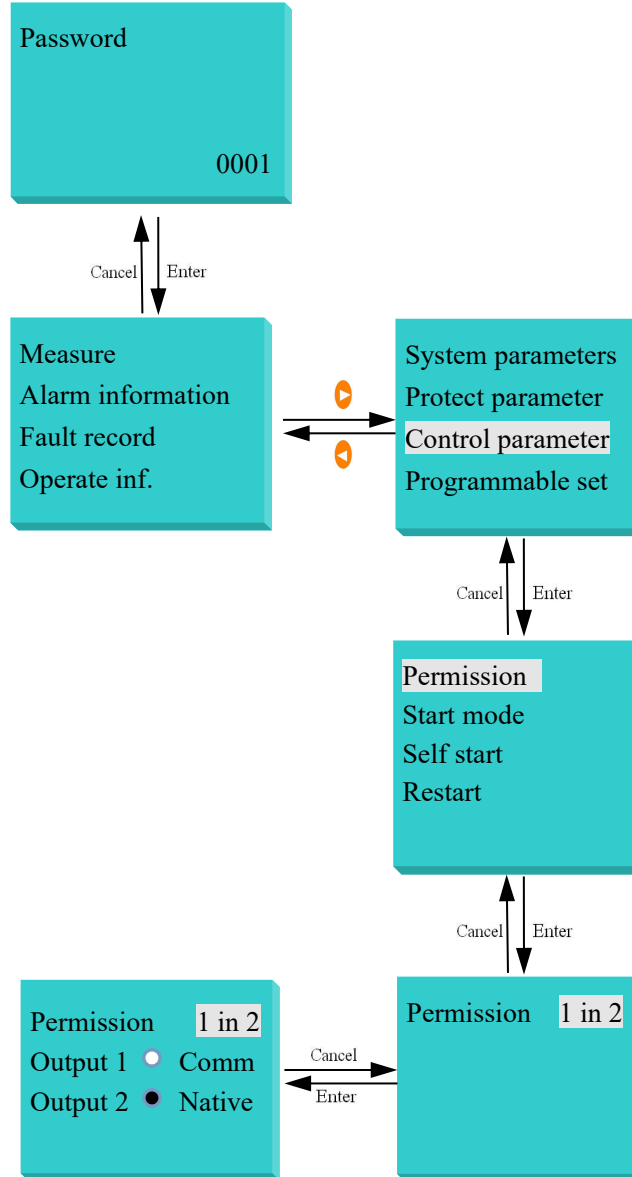 Password
0001
Cancel Enter
Measure
Alarm information
Fault record
Operate inf.
System parameters
Protect parameter
Control parameter
Programmable set
Cancel Enter
Permission
Start mode
Self start
Restart
Cancel Enter
Permission 1 in 2
Output 1 Comm
Output 2 Native
Cancel
Enter
Permission 1 in 2